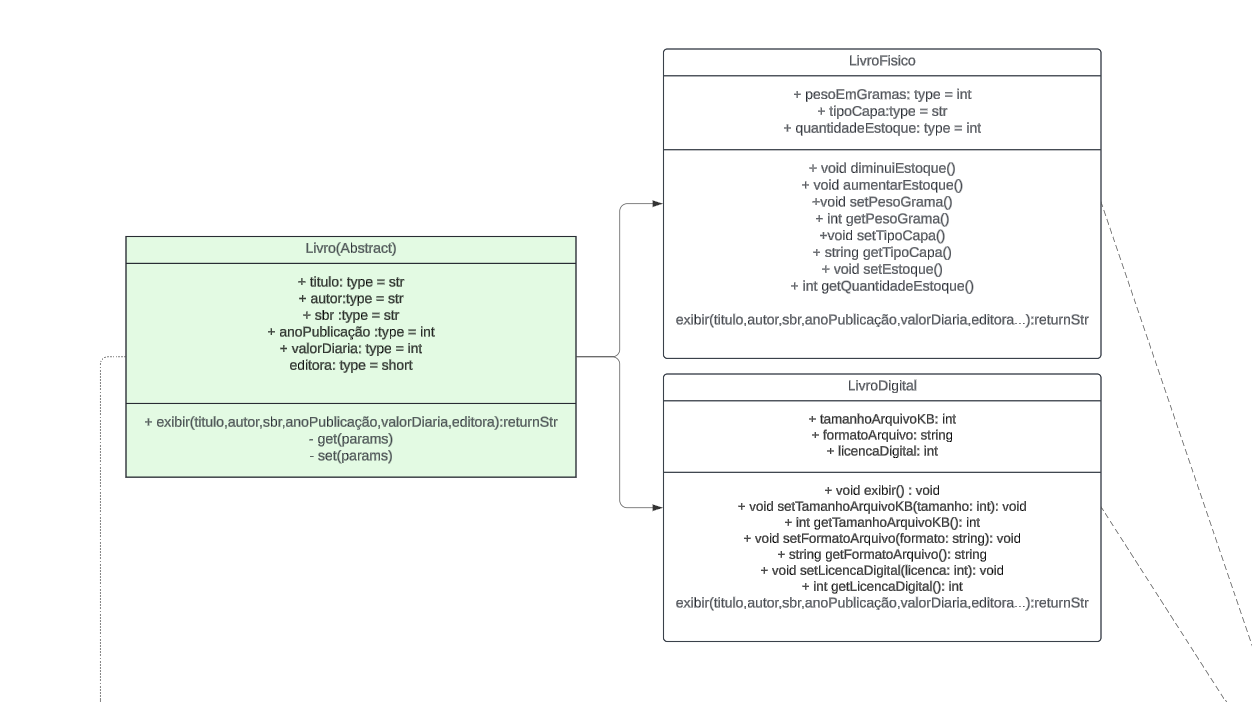 LivroFisico
+ pesoEmGramas: type = int
+ tipoCapa:type = str
+ quantidadeEstoque: type = int
+ void diminuiEstoque()
+ void aumentarEstoque()
+void setPesoGrama()
+ int getPesoGrama()
+void setTipoCapa()
+ string getTipoCapa()
+ void setEstoque()
+ int getQuantidadeEstoque()
exibir(titulo,autor,sbr,anoPublicação,valorDiaria,editora...):returnStr
Livro(Abstract)
+ titulo: type = str
+ autor:type = str
+ sbr :type = str
+ anoPublicação :type = int
+ valorDiaria: type = int
editora: type = short
+ exibir(titulo,autor,sbr,anoPublicação,valorDiaria,editora):returnStr
- get(params)
- set(params)
LivroDigital
+ tamanhoArquivoKB: int
+ formatoArquivo: string
+ licencaDigital: int
+ void exibir() : void
+ void setTamanhoArquivoKB(tamanho: int): void
+ int getTamanhoArquivoKB(): int
+ void setFormatoArquivo(formato: string): void
+ string getFormatoArquivo(): string
+ void setLicencaDigital(licenca: int): void
+ int getLicencaDigital(): int
exibir(titulo,autor,sbr,anoPublicação,valorDiaria,editora...):returnStr